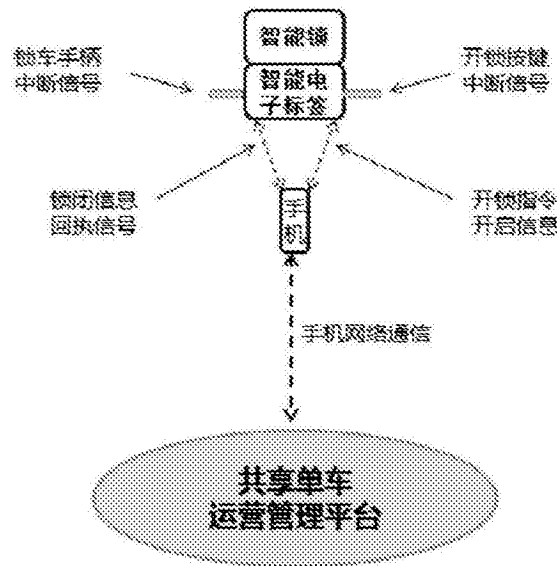 智能锁
智能电
子标签
锁车手柄
中断信号
开锁按键
中断信号
锁闭信息
回执信号
手机
开锁指令
开启信息
手机网络通信
共享单车
运营管理平台